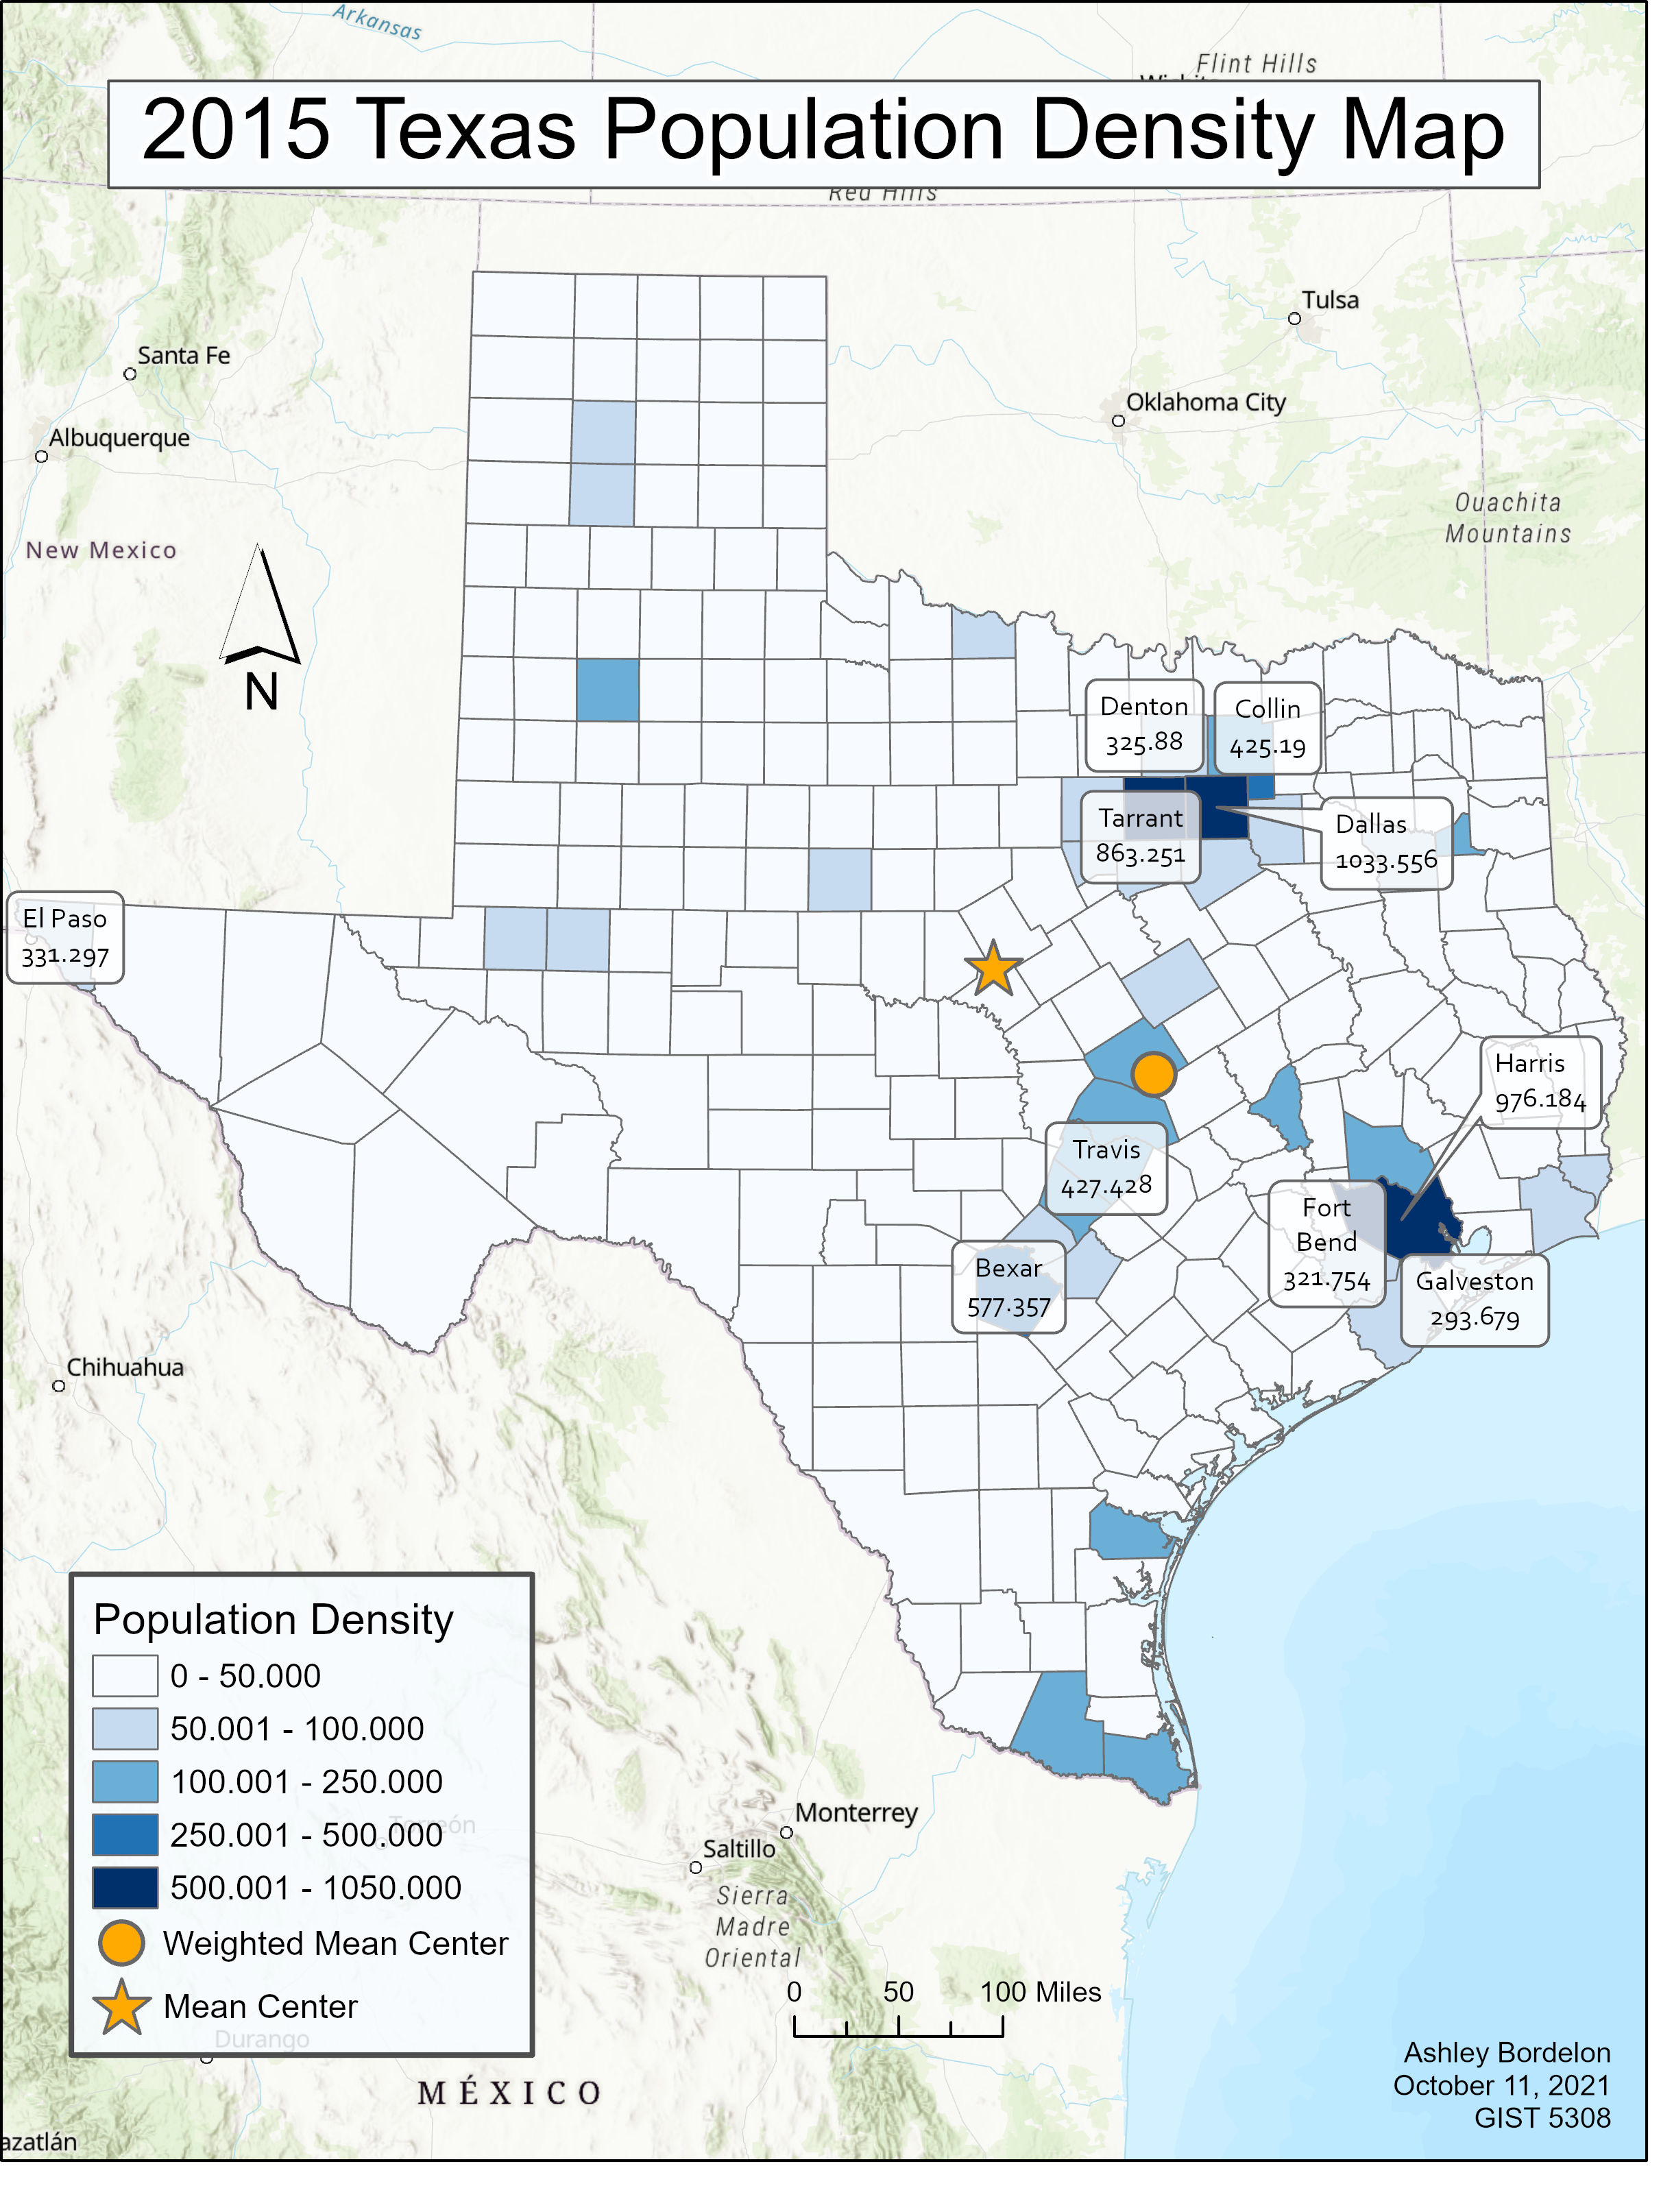 Arkansas
Flint Hills
2015 Texas Population Density Map
Red Hills
Tulsa
Santa Fe
Oklahoma City
Albuquerque
Ouachita
Mountains
New Mexico
N
Denton
325.88
Collin
425.19
Tarrant
863.251
Dallas
1033.556
El Paso
331.297
Harris
976.184
Travis
427.428
Fort
Bend
321.754
Bexar
577.357
Galveston
293.679
Chihuahua
Population Density
0 - 50.000
50.001 - 100.000
100.001 - 250.000
250.001 - 500.000
500.001 - 1050.000
Weighted Mean Center
Mean Center
Torreón
Durango
Monterrey
Saltillo
Sierra
Madre
Oriental
0 50 100 Miles
MÉXICO
azatlán
Ashley Bordelon
October 11, 2021
GIST 5308